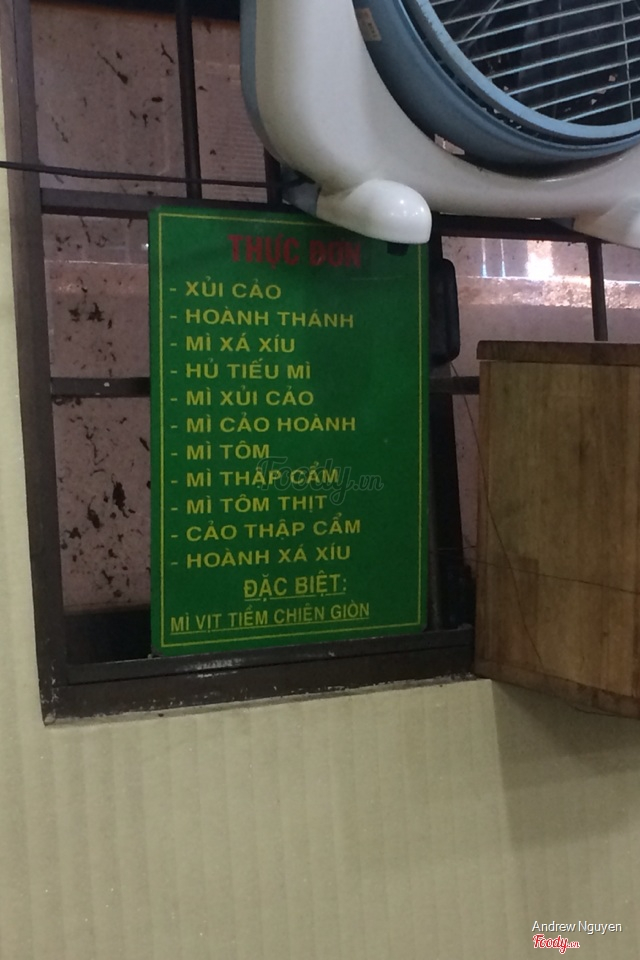 THỰC ĐƠN
- XỦI CẢO
- HOÀNH THÁNH
- MÌ XÁ XÍU
- HỦ TIẾU MÌ
- MÌ XỦI CẢO
- MÌ CẢO HOÀNH
- MÌ TÔM
- MÌ THẬP CẨM
- MÌ TÔM THỊT
- CẢO THẬP CẨM
- HOÀNH XÁ XÍU
ĐẶC BIỆT:
MÌ VỊT TIỀM CHIÊN GIÒN
Foody.vn
Andrew Nguyen
Foody.vn